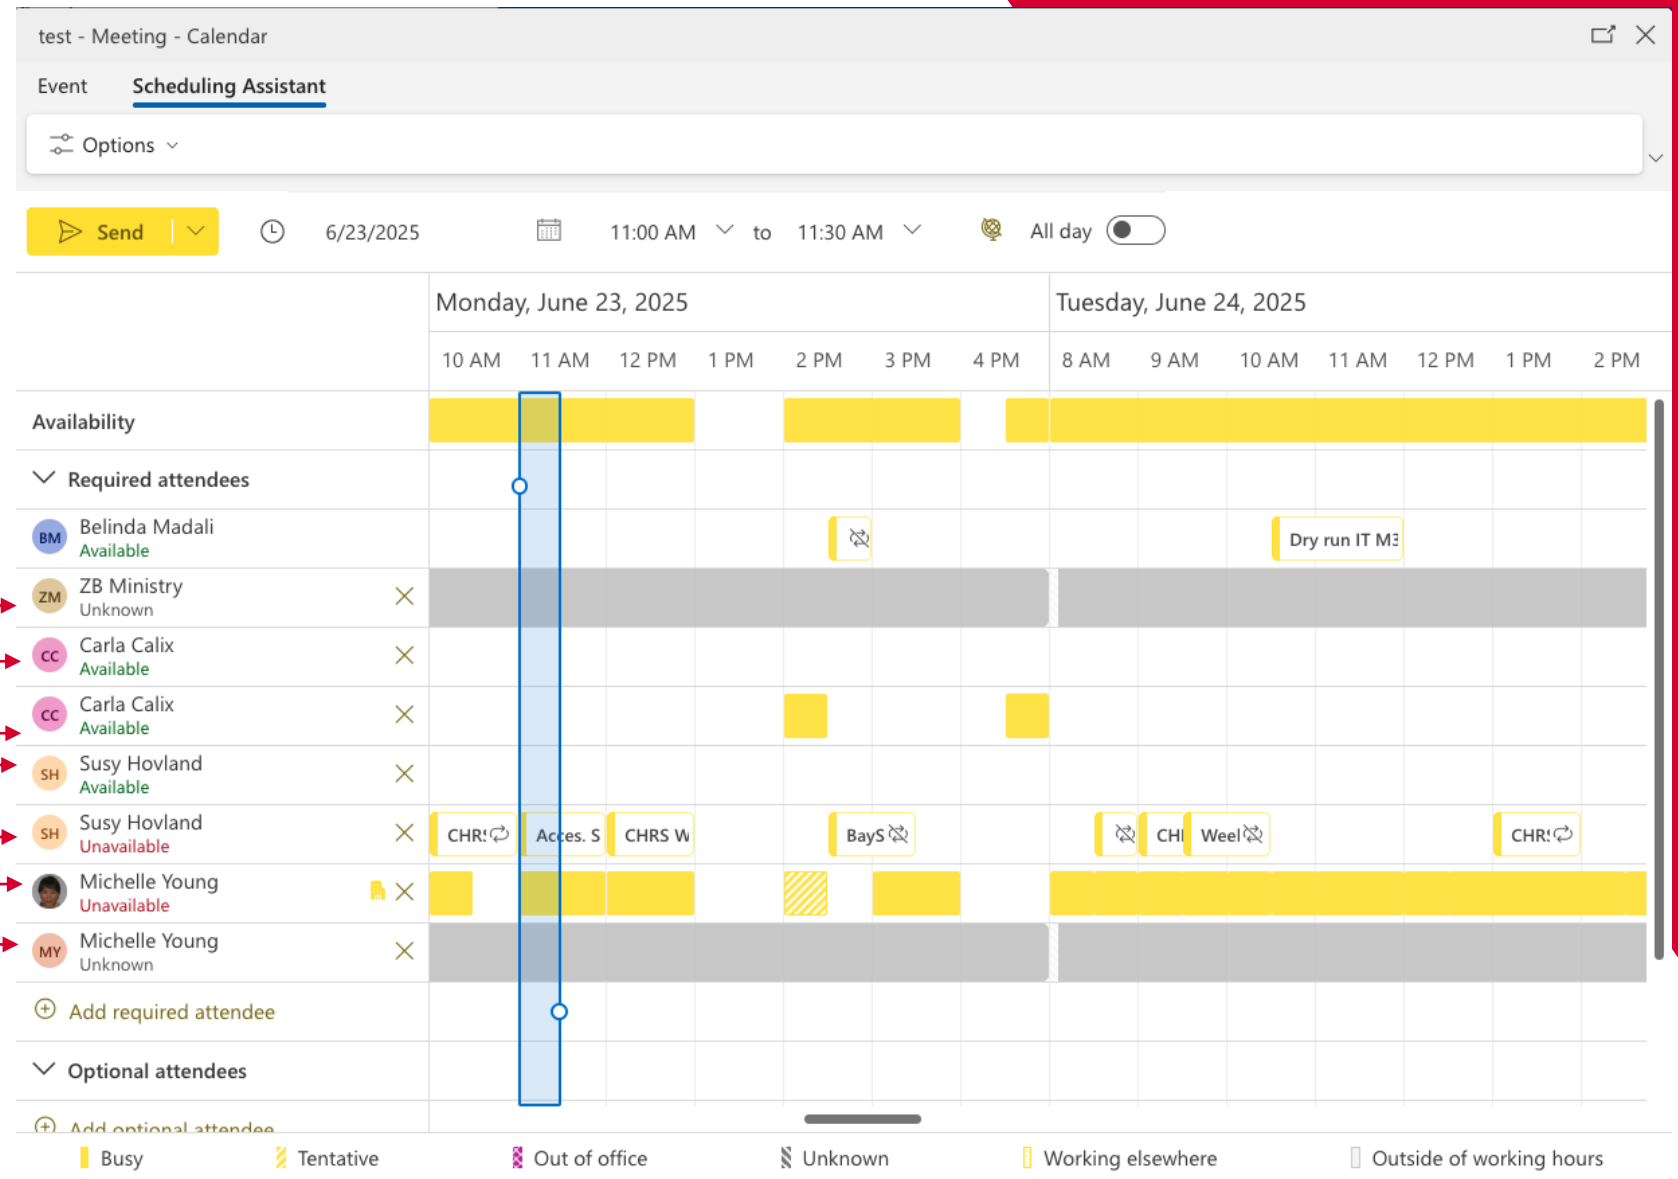 test - Meeting - Calendar
Event Scheduling Assistant
Options
Send 6/23/2025 11:00 AM to 11:30 AM All day
Monday, June 23, 2025 Tuesday, June 24, 2025
10 AM 11 AM 12 PM 1 PM 2 PM 3 PM 4 PM 8 AM 9 AM 10 AM 11 AM 12 PM 1 PM 2 PM
Availability
Required attendees
BM Belinda Madali Dry run IT M3
Available
ZM ZB Ministry
Unknown
CC Carla Calix
Available
CC Carla Calix
Available
SH Susy Hovland
Available
SH Susy Hovland CHR Acces. S CHRS W BayS CH Weel CHR
Unavailable
Michelle Young
Unavailable
MY Michelle Young
Unknown
Add required attendee
Optional attendees
Add optional attendee
Busy Tentative Out of office Unknown Working elsewhere Outside of working hours